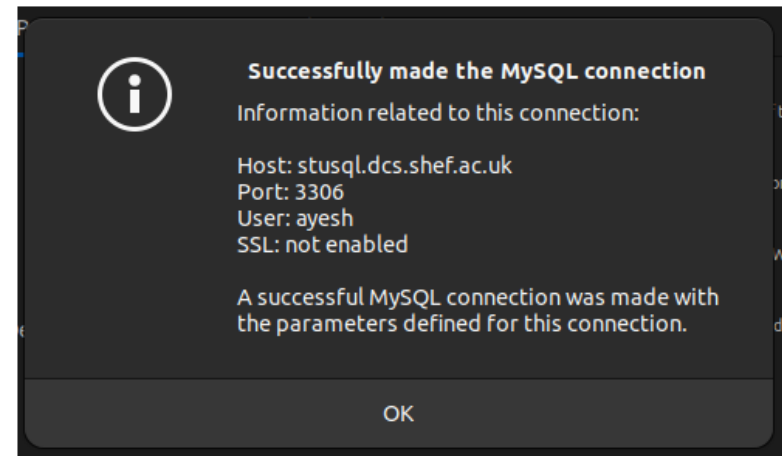 Successfully made the MySQL connection
Information related to this connection:
Host: stusql.dcs.shef.ac.uk
Port: 3306
User: ayesh
SSL: not enabled
A successful MySQL connection was made with
the parameters defined for this connection.
OK